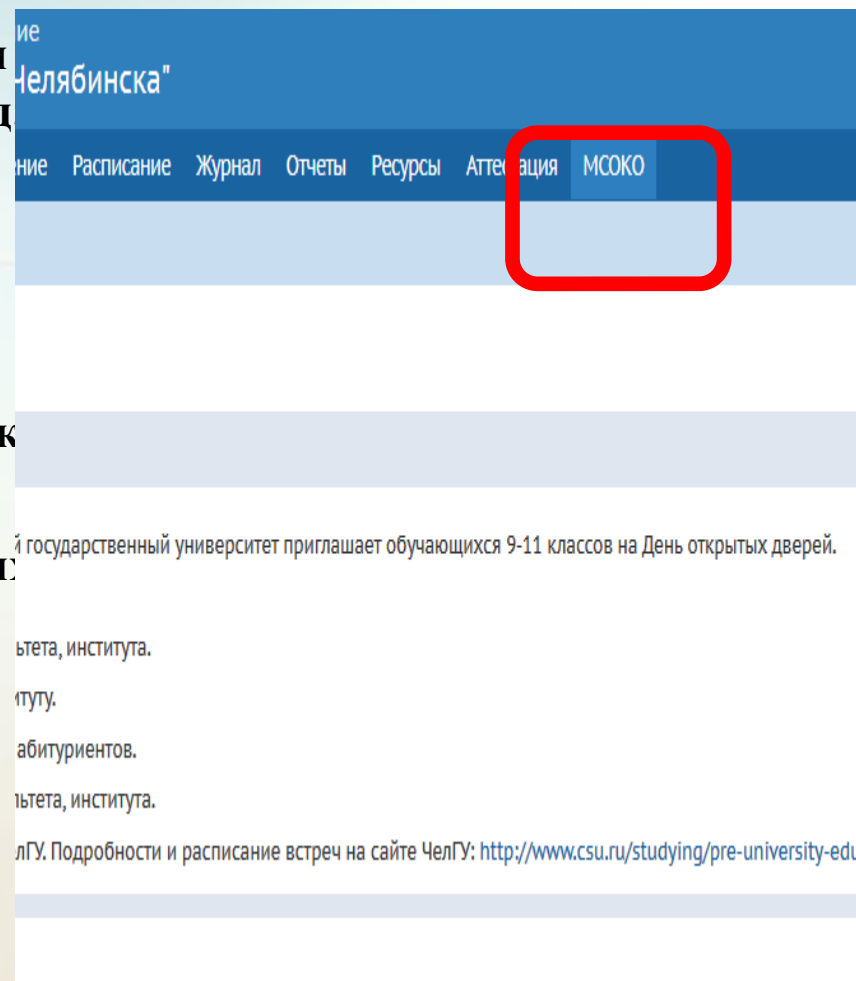 ие
Челябинска"
ение Расписание Журнал Отчеты Ресурсы Аттестация МСОКО
й государственный университет приглашает обучающихся 9-11 классов на День открытых дверей.
ьтета, института.
итуту.
абитуриентов.
льтета, института.
лГУ. Подробности и расписание встреч на сайте ЧелГУ: http://www.csu.ru/studying/pre-university-edu